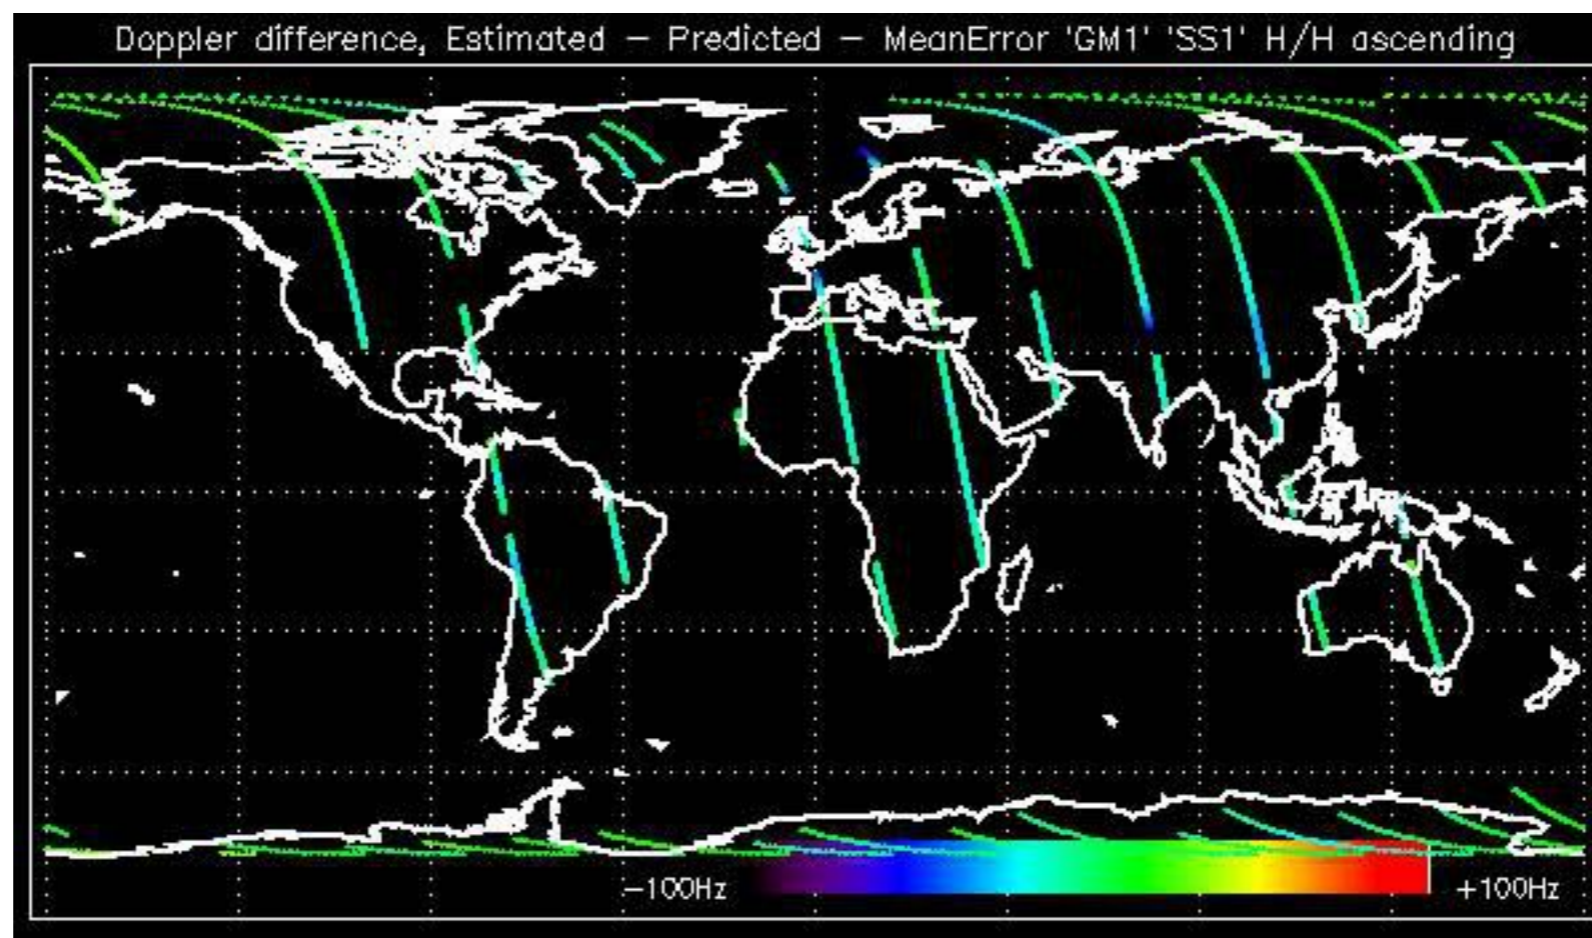 Doppler difference, Estimated – Predicted – MeanError 'GM1' 'SS1' H/H ascending
–100Hz +100Hz